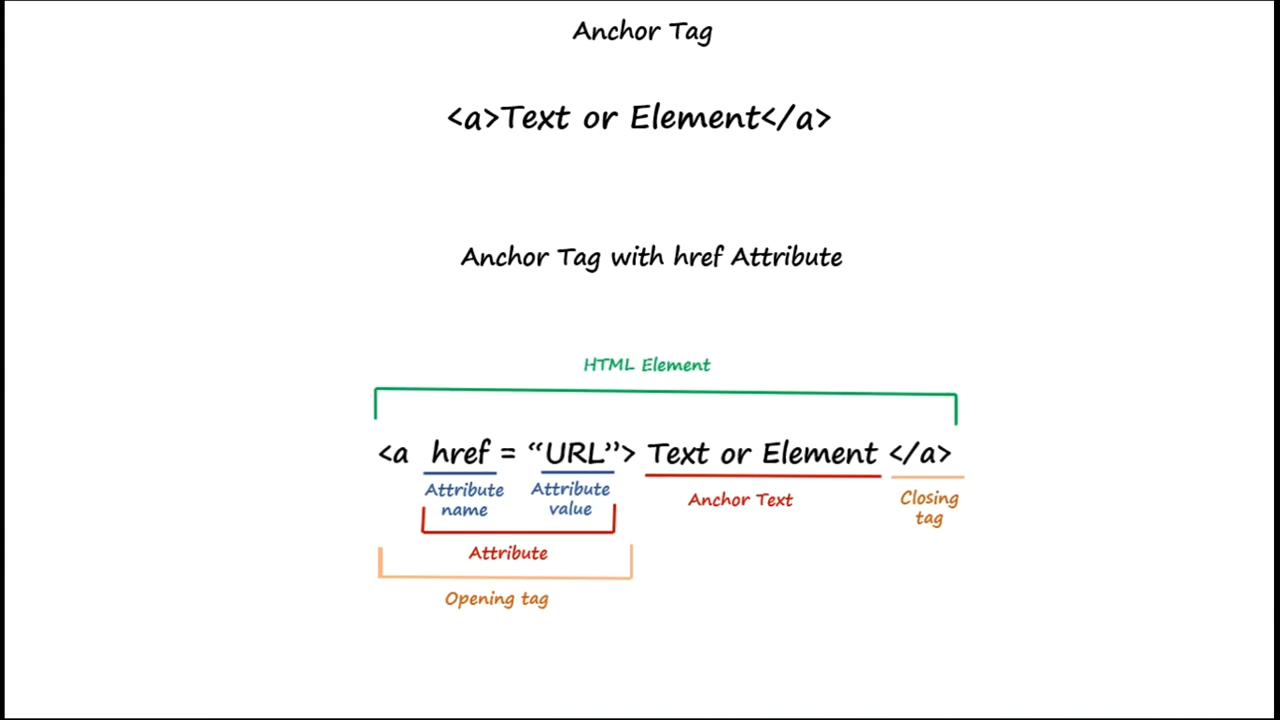 Anchor Tag
<a>Text or Element</a>
Anchor Tag with href Attribute
HTML Element
<a href = “URL”> Text or Element </a>
Attribute name
Attribute value
Anchor Text
Closing tag
Attribute
Opening tag